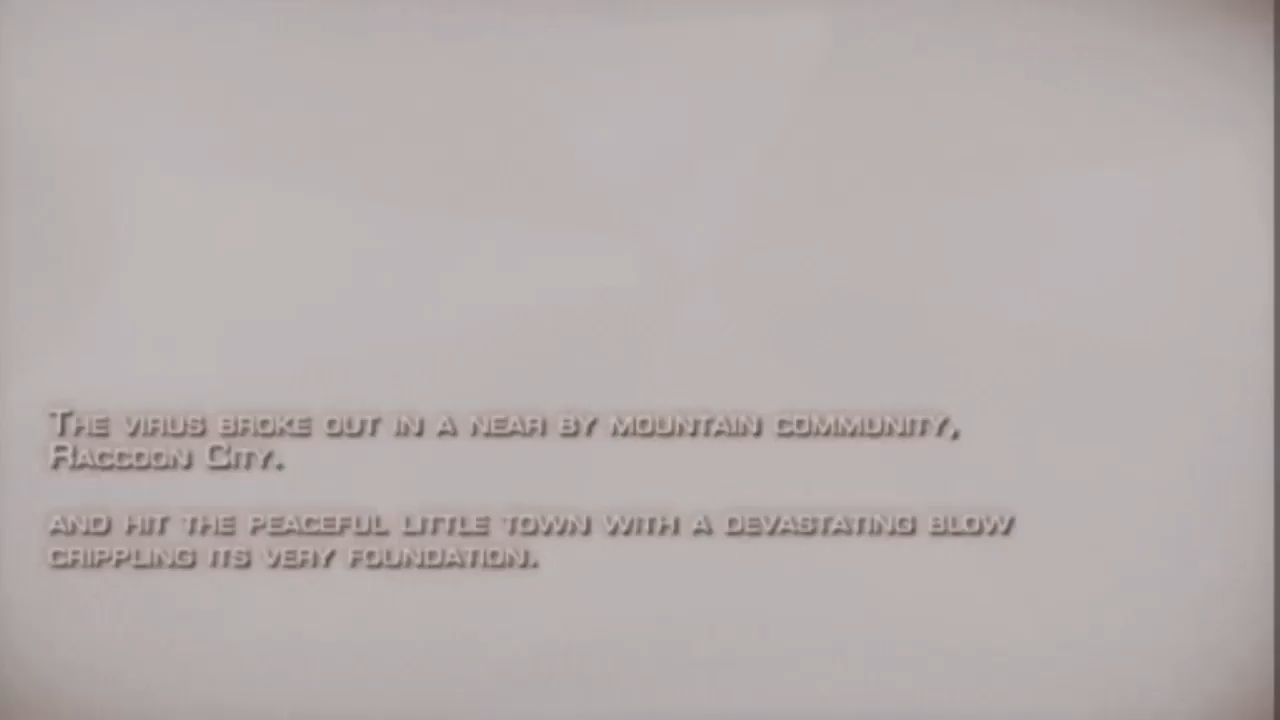 The virus broke out in a near by mountain community,
Raccoon City.
and hit the peaceful little town with a devastating blow
crippling its very foundation.